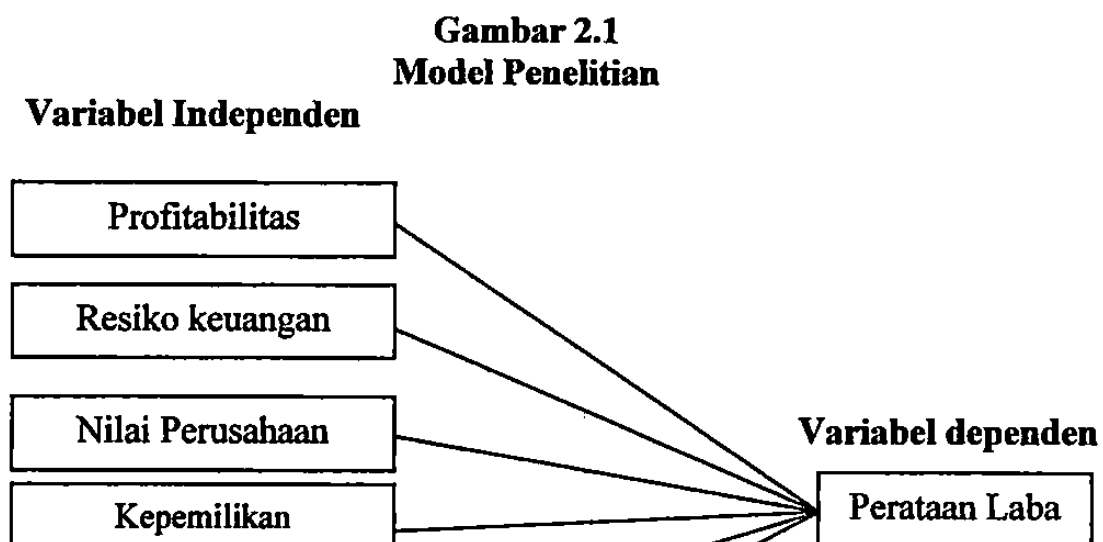 Gambar 2.1
Model Penelitian
Variabel Independen
Profitabilitas
Resiko keuangan
Nilai Perusahaan
Variabel dependen
Kepemilikan
Perataan Laba